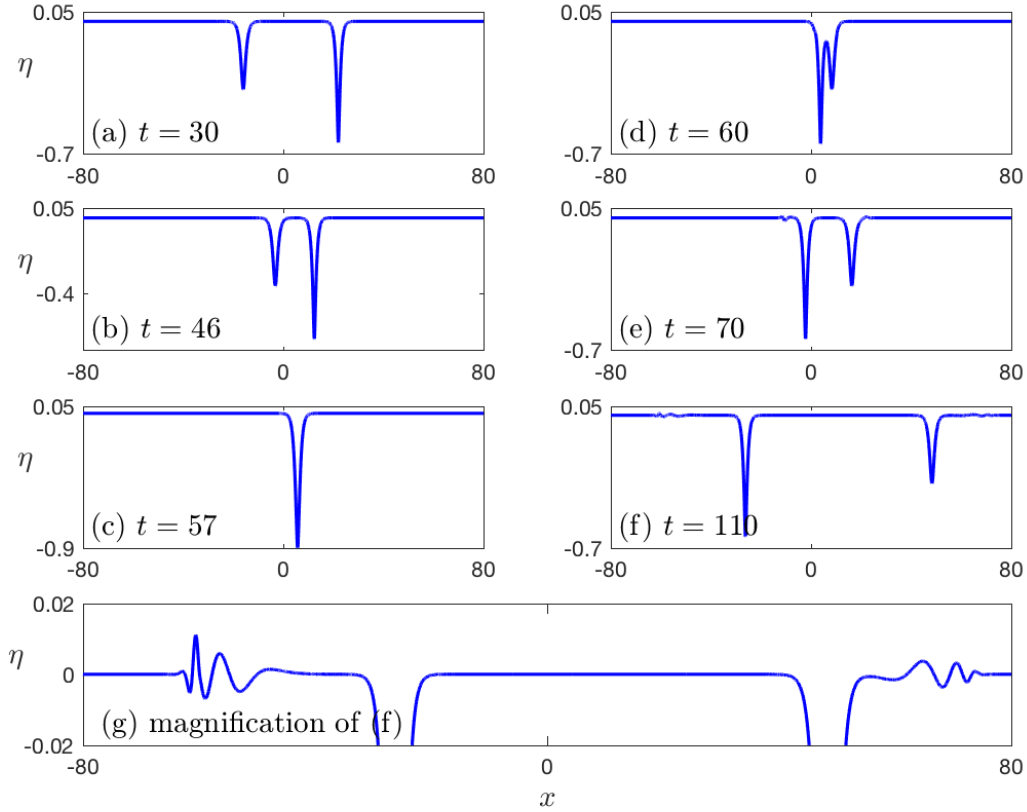 0.05
η
(a) t = 30
-0.7
-80 0 80
0.05
(d) t = 60
-0.7
-80 0 80
0.05
η
-0.4
(b) t = 46
-80 0 80
0.05
(e) t = 70
-0.7
-80 0 80
0.05
η
(c) t = 57
-0.9
-80 0 80
0.05
(f) t = 110
-0.7
-80 0 80
0.02
η
0
(g) magnification of (f)
-0.02
-80 0 80
x